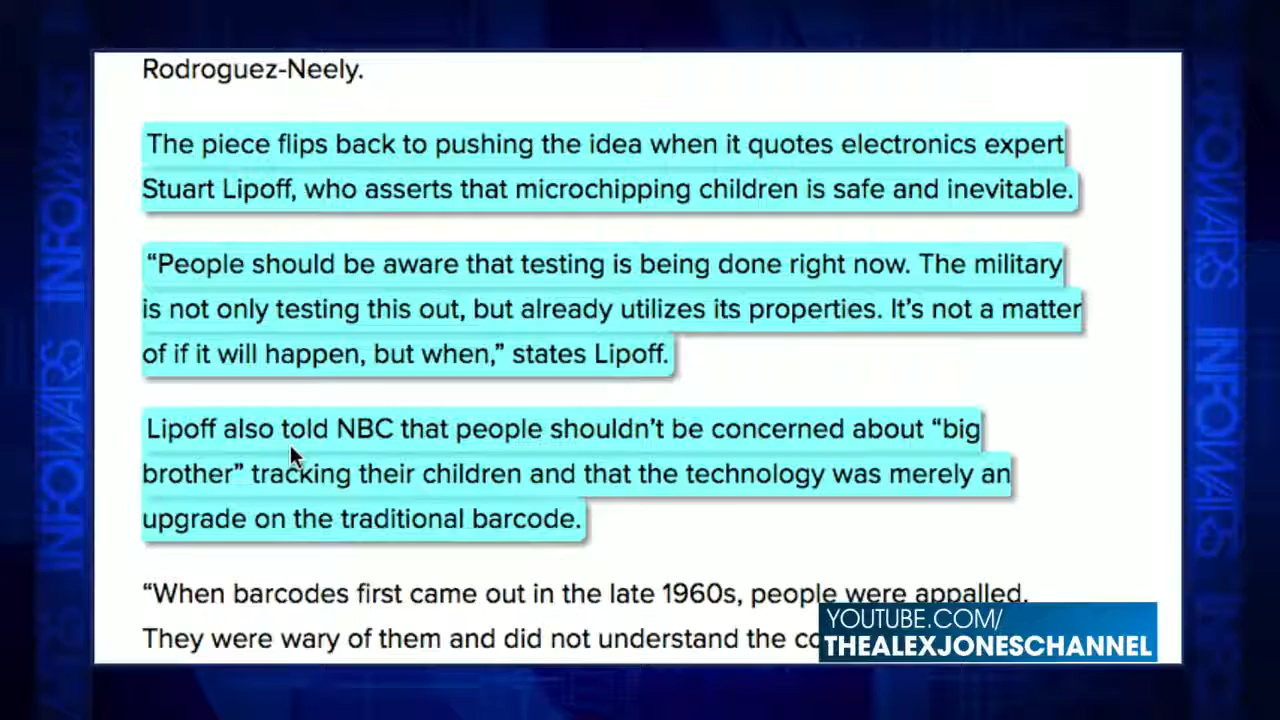 Rodroguez-Neely.
The piece flips back to pushing the idea when it quotes electronics expert
Stuart Lipoff, who asserts that microchipping children is safe and inevitable.
“People should be aware that testing is being done right now. The military
is not only testing this out, but already utilizes its properties. It’s not a matter
of if it will happen, but when,” states Lipoff.
Lipoff also told NBC that people shouldn’t be concerned about “big
brother” tracking their children and that the technology was merely an
upgrade on the traditional barcode.
“When barcodes first came out in the late 1960s, people were appalled.
They were wary of them and did not understand the
YOUTUBE.COM/
THEALEXJONESCHANNEL
INFOWARS
INFOWARS
INFOWARS
INFOWARS